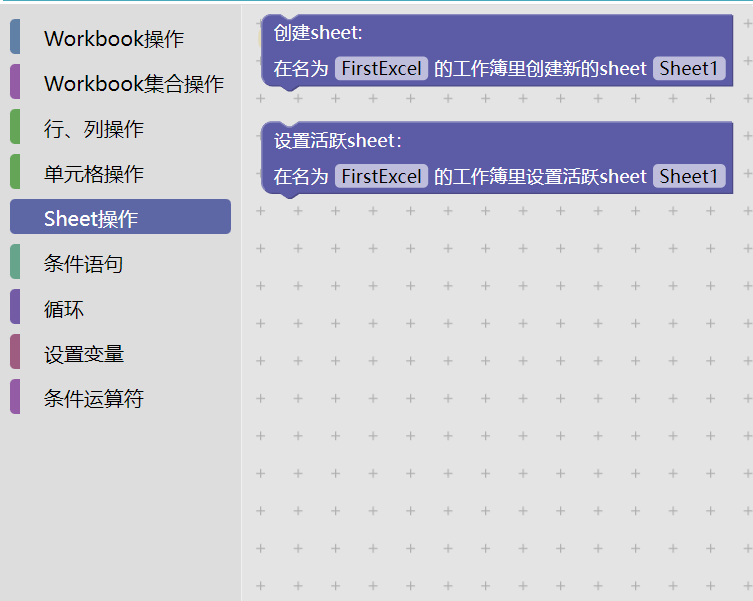 Workbook操作
Workbook集合操作
行、列操作
单元格操作
Sheet操作
条件语句
循环
设置变量
条件运算符
创建sheet:
在名为 FirstExcel 的工作簿里创建新的sheet Sheet1
设置活跃sheet:
在名为 FirstExcel 的工作簿里设置活跃sheet Sheet1